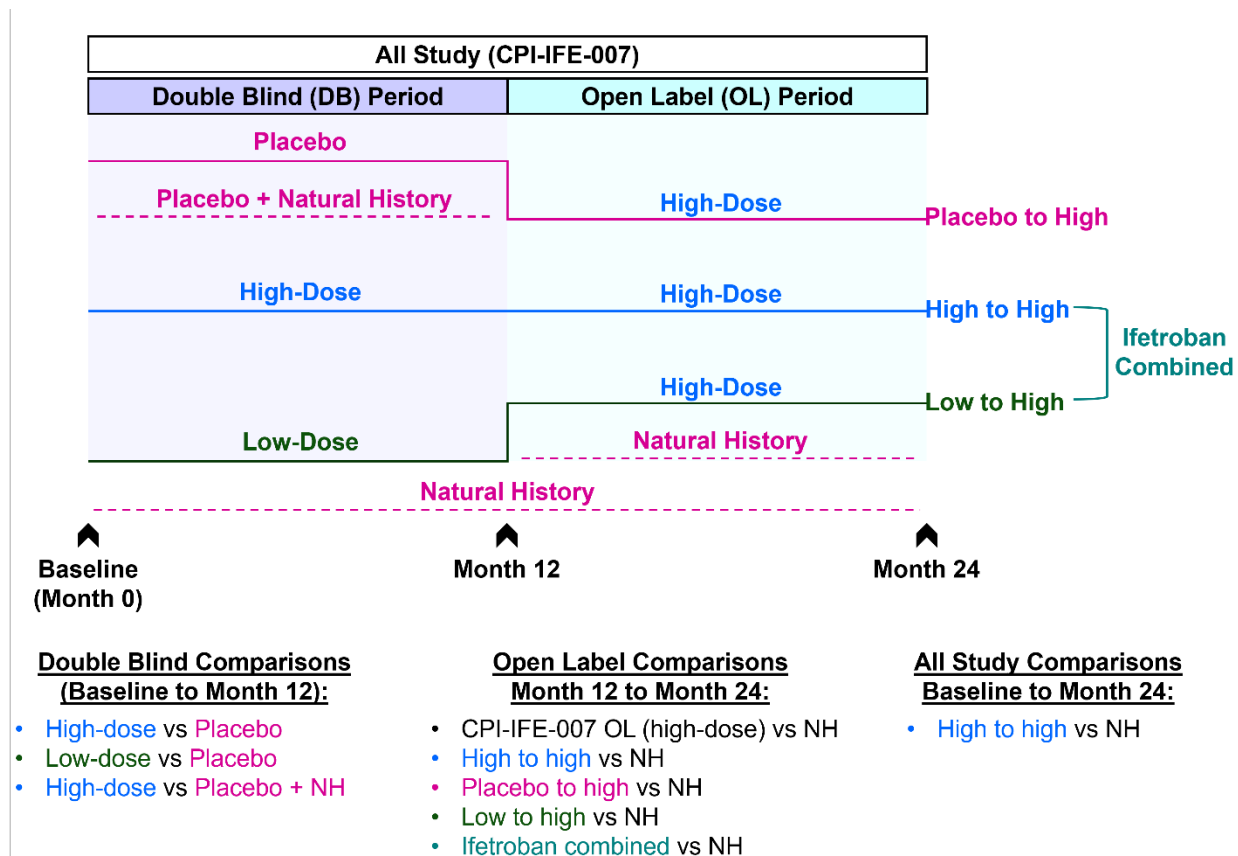 All Study (CPI-IFE-007)
Double Blind (DB) Period
Open Label (OL) Period
Placebo
Placebo + Natural History
High-Dose
Placebo to High
High-Dose
High-Dose
High to High
Ifetroban
Combined
High-Dose
Low to High
Low-Dose
Natural History
Natural History
Baseline
(Month 0)
Month 12
Month 24
Double Blind Comparisons
(Baseline to Month 12):
• High-dose vs Placebo
• Low-dose vs Placebo
• High-dose vs Placebo + NH
Open Label Comparisons
Month 12 to Month 24:
• CPI-IFE-007 OL (high-dose) vs NH
• High to high vs NH
• Placebo to high vs NH
• Low to high vs NH
• Ifetroban combined vs NH
All Study Comparisons
Baseline to Month 24:
• High to high vs NH